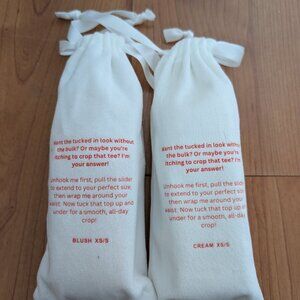 Want the tucked in look without
the bulk? Or maybe you're
itching to crop that tee? I'm
your answer!
Unhook me first, pull the slider
to extend to your perfect size,
then wrap me around your
waist. Now tuck that top up and
under for a smooth, all-day
crop!
BLUSH XS/S
Want the tucked in look without
the bulk? Or maybe you're
itching to crop that tee? I'm
your answer!
Unhook me first, pull the slider
to extend to your perfect size,
then wrap me around your
waist. Now tuck that top up and
under for a smooth, all-day
crop!
CREAM XS/S